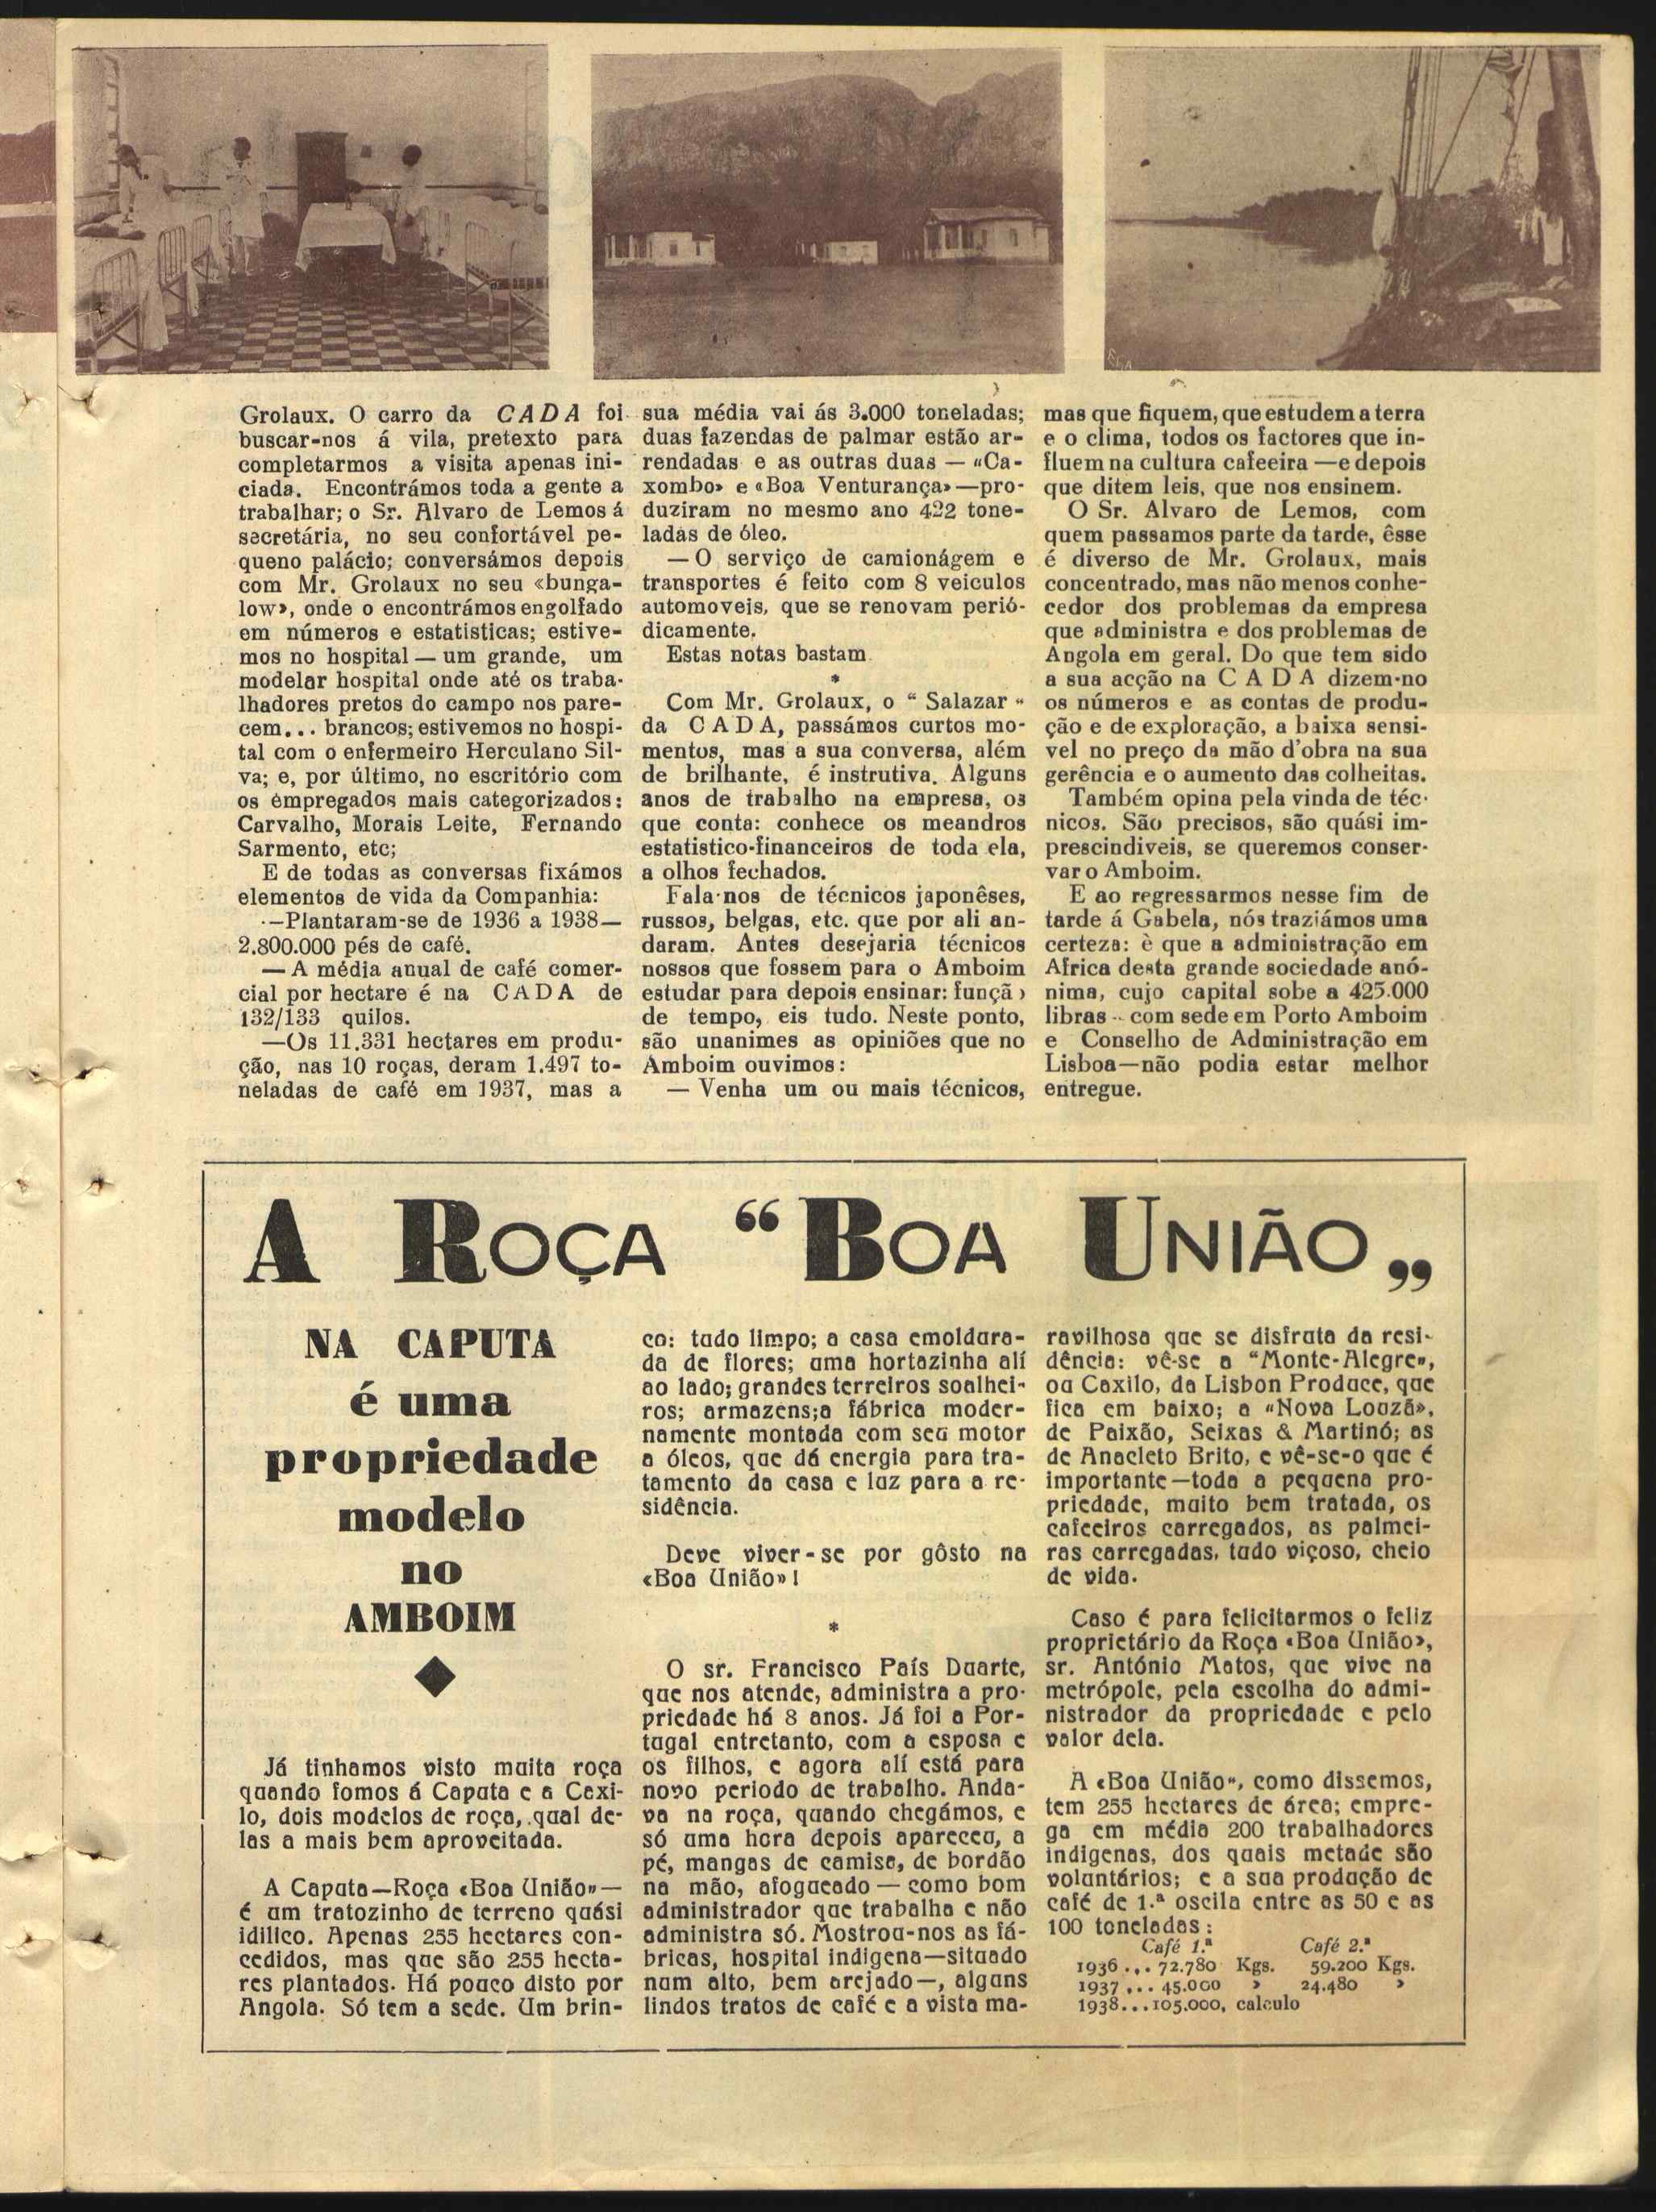 ECA
Grolaux. O carro da CADA foi
buscar-nos á vila, pretexto para
completarmos a visita apenas ini-
ciada. Encontrámos toda a gente a
trabalhar; o Sr. Alvaro de Lemos á
secretária, no seu confortável pe-
queno palácio; conversámos depois
com Mr. Grolaux no seu «bunga-
low», onde o encontrámos engolfado
em números e estatisticas; estive-
mos no hospital — um grande, um
modelar hospital onde até os traba-
lhadores pretos do campo nos pare-
cem... brancos; estivemos no hospi-
tal com o enfermeiro Herculano Sil-
va; e, por último, no escritório com
os empregados mais categorizados:
Carvalho, Morais Leite, Fernando
Sarmento, etc;
E de todas as conversas fixámos
elementos de vida da Companhia:
—Plantaram-se de 1936 a 1938—
2.800.000 pés de café.
— A média anual de café comer-
cial por hectare é na CADA de
132/133 quilos.
—Os 11.331 hectares em produ-
ção, nas 10 roças, deram 1.497 to-
neladas de café em 1937, mas a
sua média vai ás 3.000 toneladas;
duas fazendas de palmar estão ar-
rendadas e as outras duas — «Ca-
xombo» e «Boa Venturança»—pro-
duziram no mesmo ano 422 tone-
ladas de óleo.
— O serviço de camionágem e
transportes é feito com 8 veiculos
automoveis, que se renovam perió-
dicamente.
Estas notas bastam.
*
Com Mr. Grolaux, o “ Salazar “
da CADA, passámos curtos mo-
mentos, mas a sua conversa, além
de brilhante, é instrutiva. Alguns
anos de trabalho na empresa, os
que conta: conhece os meandros
estatistico-financeiros de toda ela,
a olhos fechados.
Fala-nos de técnicos japonêses,
russos, belgas, etc. que por ali an-
daram. Antes desejaria técnicos
nossos que fossem para o Amboim
estudar para depois ensinar: função
de tempo, eis tudo. Neste ponto,
são unanimes as opiniões que no
Amboim ouvimos:
— Venha um ou mais técnicos,
mas que fiquem, que estudem a terra
e o clima, todos os factores que in-
fluem na cultura cafeeira —e depois
que ditem leis, que nos ensinem.
O Sr. Alvaro de Lemos, com
quem passamos parte da tarde, êsse
é diverso de Mr. Grolaux, mais
concentrado, mas não menos conhe-
cedor dos problemas da empresa
que administra e dos problemas de
Angola em geral. Do que tem sido
a sua acção na CADA dizem-no
os números e as contas de produ-
ção e de exploração, a baixa sensi-
vel no preço da mão d'obra na sua
gerência e o aumento das colheitas.
Também opina pela vinda de téc-
nicos. São precisos, são quási im-
prescindiveis, se queremos conser-
var o Amboim.
E ao regressarmos nesse fim de
tarde á Gabela, nós traziámos uma
certeza: è que a administração em
Africa desta grande sociedade anó-
nima, cujo capital sobe a 425.000
libras -- com sede em Porto Amboim
e Conselho de Administração em
Lisboa—não podia estar melhor
entregue.
A ROÇA “BOA UNIÃO„
NA CAPUTA
é uma
propriedade
modelo
no
AMBOIM
Já tinhamos visto muita roça
quando fomos á Caputa e a Caxi-
lo, dois modelos de roça, qual de-
las a mais bem aproveitada.
A Caputa—Roça «Boa União»—
é um tratozinho de terreno quási
idilico. Apenas 255 hectares con-
cedidos, mas que são 255 hecta-
res plantados. Há pouco disto por
Angola. Só tem a sede. Um brin-
co: tudo limpo; a casa emoldura-
da de flores; uma hortazinha alí
ao lado; grandes terreiros soalhei-
ros; armazens;a fábrica moder-
namente montada com seu motor
a óleos, que dá energia para tra-
tamento da casa e luz para a re-
sidência.
Deve viver-se por gôsto na
«Boa União»!
*
O sr. Francisco País Duarte,
que nos atende, administra a pro-
priedade há 8 anos. Já foi a Por-
tugal entretanto, com a esposa e
os filhos, e agora alí está para
novo periodo de trabalho. Anda-
va na roça, quando chegámos, e
só uma hora depois apareceu, a
pé, mangas de camisa, de bordão
na mão, afogueado — como bom
administrador que trabalha e não
administra só. Mostrou-nos as fá-
bricas, hospital indigena—situado
num alto, bem arejado—, alguns
lindos tratos de café e a vista ma-
ravilhosa que se disfruta da resi-
dência: vê-se a “Monte-Alegre»,
ou Caxilo, da Lisbon Produce, que
fica em baixo; a «Nova Louzã»,
de Paixão, Seixas & Martinó; as
de Anacleto Brito, e vê-se-o que é
importante—toda a pequena pro-
priedade, muito bem tratada, os
cafeeiros carregados, as palmei-
ras carregadas, tudo viçoso, cheio
de vida.
Caso é para felicitarmos o feliz
proprietário da Roça «Boa União»,
sr. António Matos, que vive na
metrópole, pela escolha do admi-
nistrador da propriedade e pelo
valor dela.
A «Boa União», como dissemos,
tem 255 hectares de área; empre-
ga em média 200 trabalhadores
indigenas, dos quais metade são
voluntários; e a sua produção de
café de 1.ª oscila entre as 50 e as
100 toneladas:
Café 1.ª Café 2.ª
1936... 72.780 Kgs. 59.200 Kgs.
1937... 45.000 » 24.480 »
1938...105.000, calculo